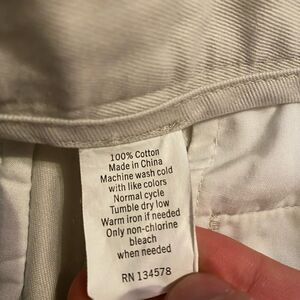 100% Cotton
Made in China
Machine wash cold
with like colors
Normal cycle
Tumble dry low
Warm iron if needed
Only non-chlorine
bleach
when needed
RN 134578